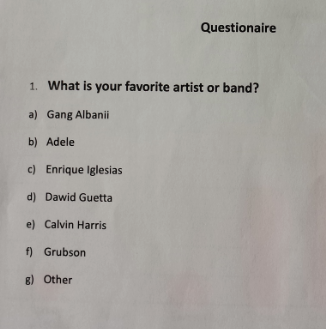 Questionaire
1. What is your favorite artist or band?
a) Gang Albanii
b) Adele
c) Enrique Iglesias
d) Dawid Guetta
e) Calvin Harris
f) Grubson
g) Other